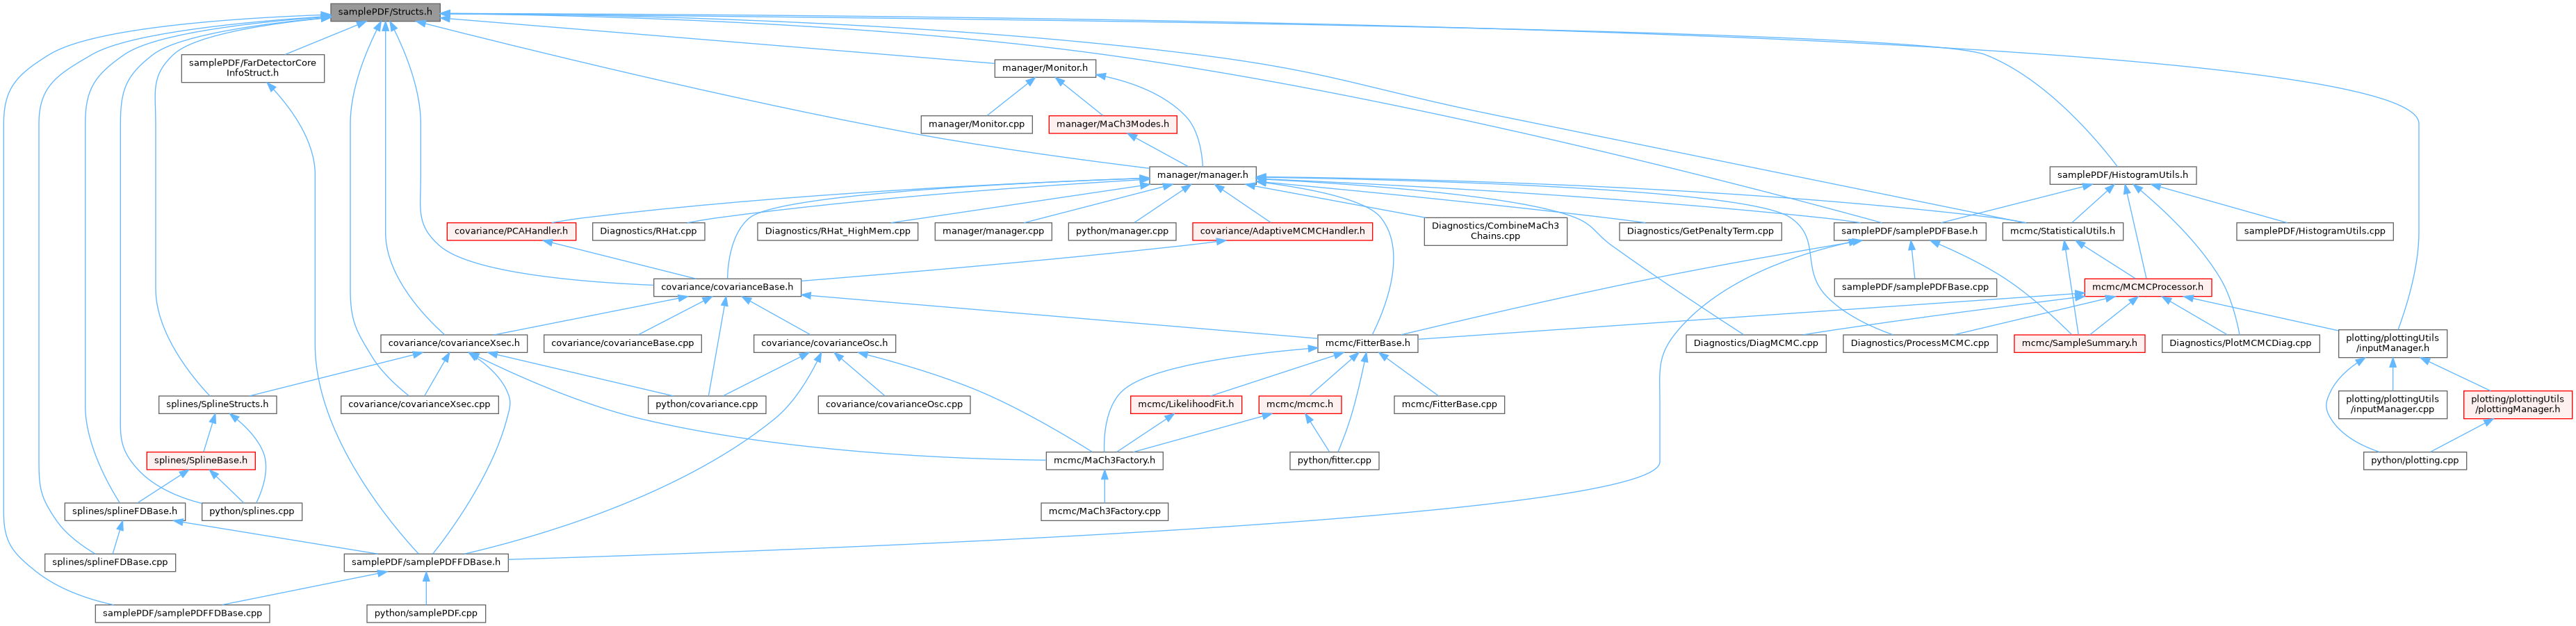 samplePDF/Structs.h
samplePDF/FarDetectorCore
InfoStruct.h
manager/Monitor.h
manager/Monitor.cpp
manager/MaCh3Modes.h
manager/manager.h
samplePDF/HistogramUtils.h
covariance/PCAHandler.h
Diagnostics/RHat.cpp
Diagnostics/RHat_HighMem.cpp
manager/manager.cpp
python/manager.cpp
covariance/AdaptiveMCMCHandler.h
Diagnostics/CombineMaCh3
Chains.cpp
Diagnostics/GetPenaltyTerm.cpp
samplePDF/samplePDFBase.h
mcmc/StatisticalUtils.h
samplePDF/HistogramUtils.cpp
covariance/covarianceBase.h
samplePDF/samplePDFBase.cpp
mcmc/MCMCProcessor.h
covariance/covarianceXsec.h
covariance/covarianceBase.cpp
covariance/covarianceOsc.h
mcmc/FitterBase.h
Diagnostics/DiagMCMC.cpp
Diagnostics/ProcessMCMC.cpp
mcmc/SampleSummary.h
Diagnostics/PlotMCMCDiag.cpp
plotting/plottingUtils
/inputManager.h
splines/SplineStructs.h
covariance/covarianceXsec.cpp
python/covariance.cpp
covariance/covarianceOsc.cpp
mcmc/LikelihoodFit.h
mcmc/mcmc.h
mcmc/FitterBase.cpp
plotting/plottingUtils
/inputManager.cpp
plotting/plottingUtils
/plottingManager.h
splines/SplineBase.h
mcmc/MaCh3Factory.h
python/fitter.cpp
python/plotting.cpp
splines/splineFDBase.h
python/splines.cpp
mcmc/MaCh3Factory.cpp
splines/splineFDBase.cpp
samplePDF/samplePDFFDBase.h
samplePDF/samplePDFFDBase.cpp
python/samplePDF.cpp